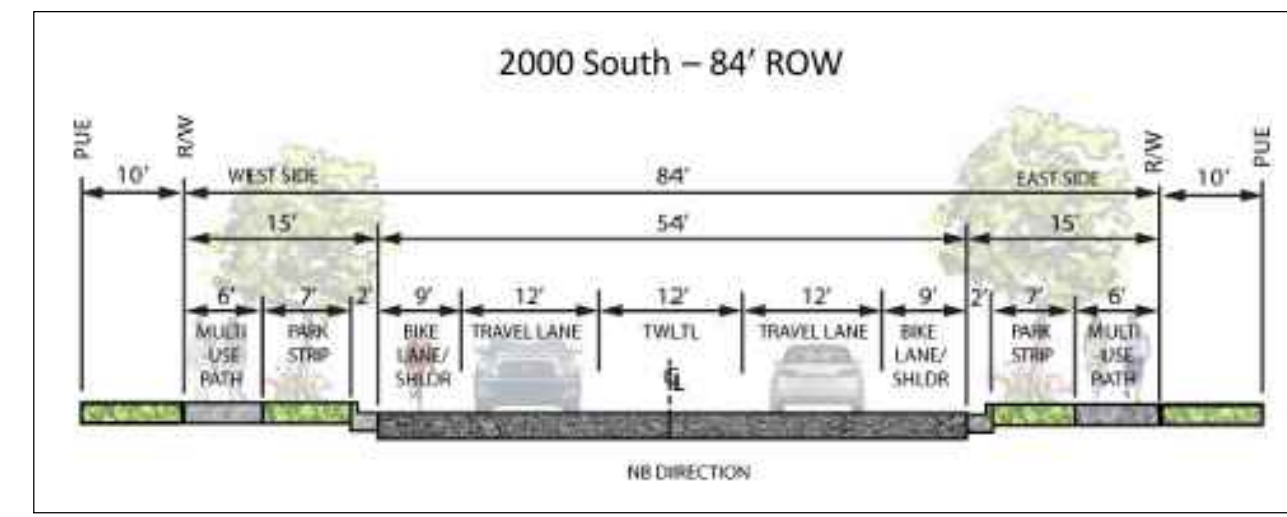 2000 South – 84' ROW
PUE
R/W
R/W
PUE
10'
WEST SIDE
84'
EAST SIDE
10'
15'
54'
15'
6'
7'
2'
9'
12'
12'
12'
9'
2'
7'
6'
MULTI
-USE
PATH
PARK
STRIP
BIKE
LANE/
SHLDR
TRAVEL LANE
TWLTL
TRAVEL LANE
BIKE
LANE/
SHLDR
PARK
STRIP
MULTI
-USE
PATH
℄
NB DIRECTION